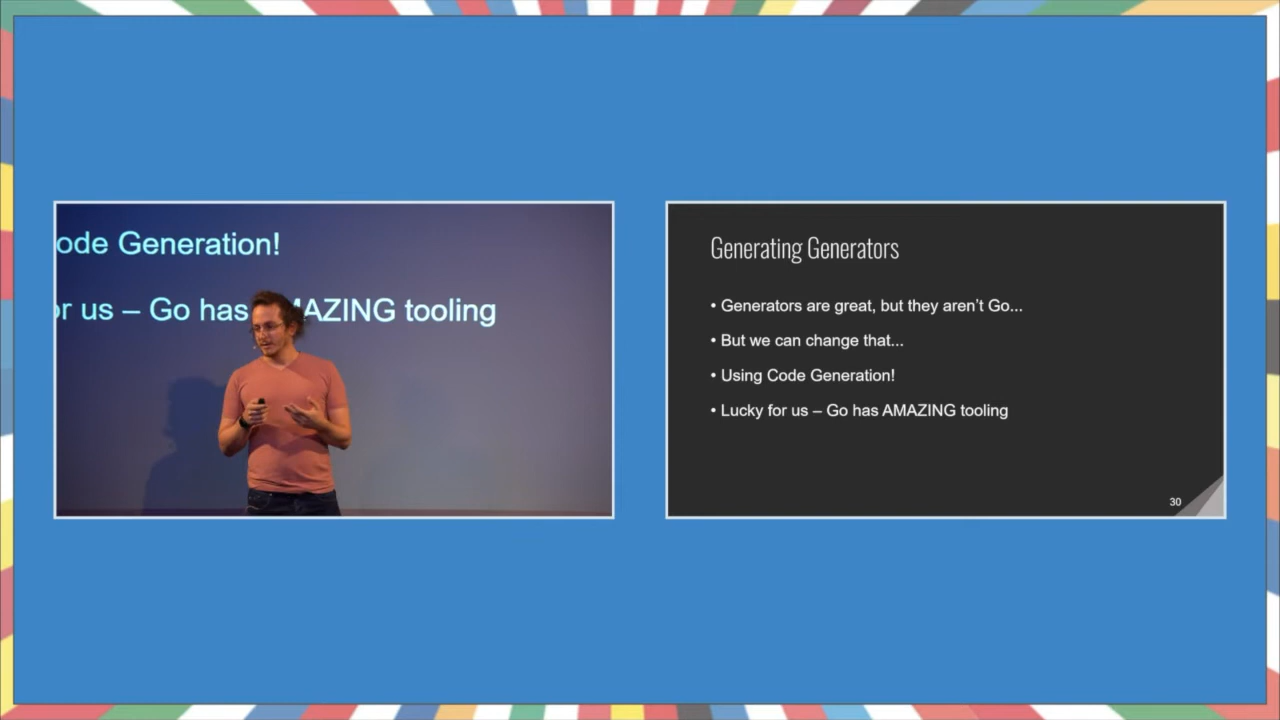 ode Generation!
or us – Go has MAZING tooling
Generating Generators
• Generators are great, but they aren't Go...
• But we can change that...
• Using Code Generation!
• Lucky for us – Go has AMAZING tooling
30